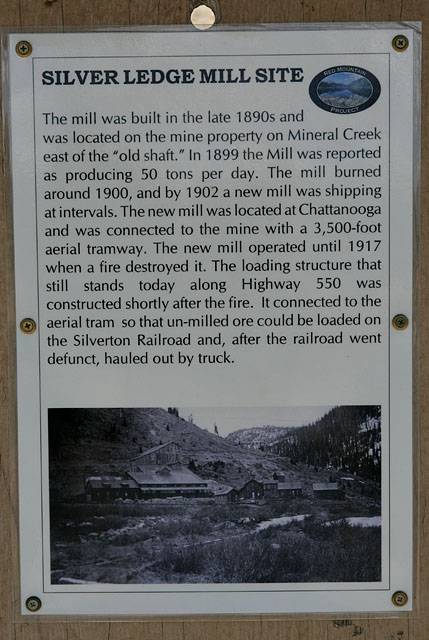 SILVER LEDGE MILL SITE
RED MOUNTAIN
PROJECT
The mill was built in the late 1890s and
was located on the mine property on Mineral Creek
east of the “old shaft.” In 1899 the Mill was reported
as producing 50 tons per day. The mill burned
around 1900, and by 1902 a new mill was shipping
at intervals. The new mill was located at Chattanooga
and was connected to the mine with a 3,500-foot
aerial tramway. The new mill operated until 1917
when a fire destroyed it. The loading structure that
still stands today along Highway 550 was
constructed shortly after the fire. It connected to the
aerial tram so that un-milled ore could be loaded on
the Silverton Railroad and, after the railroad went
defunct, hauled out by truck.